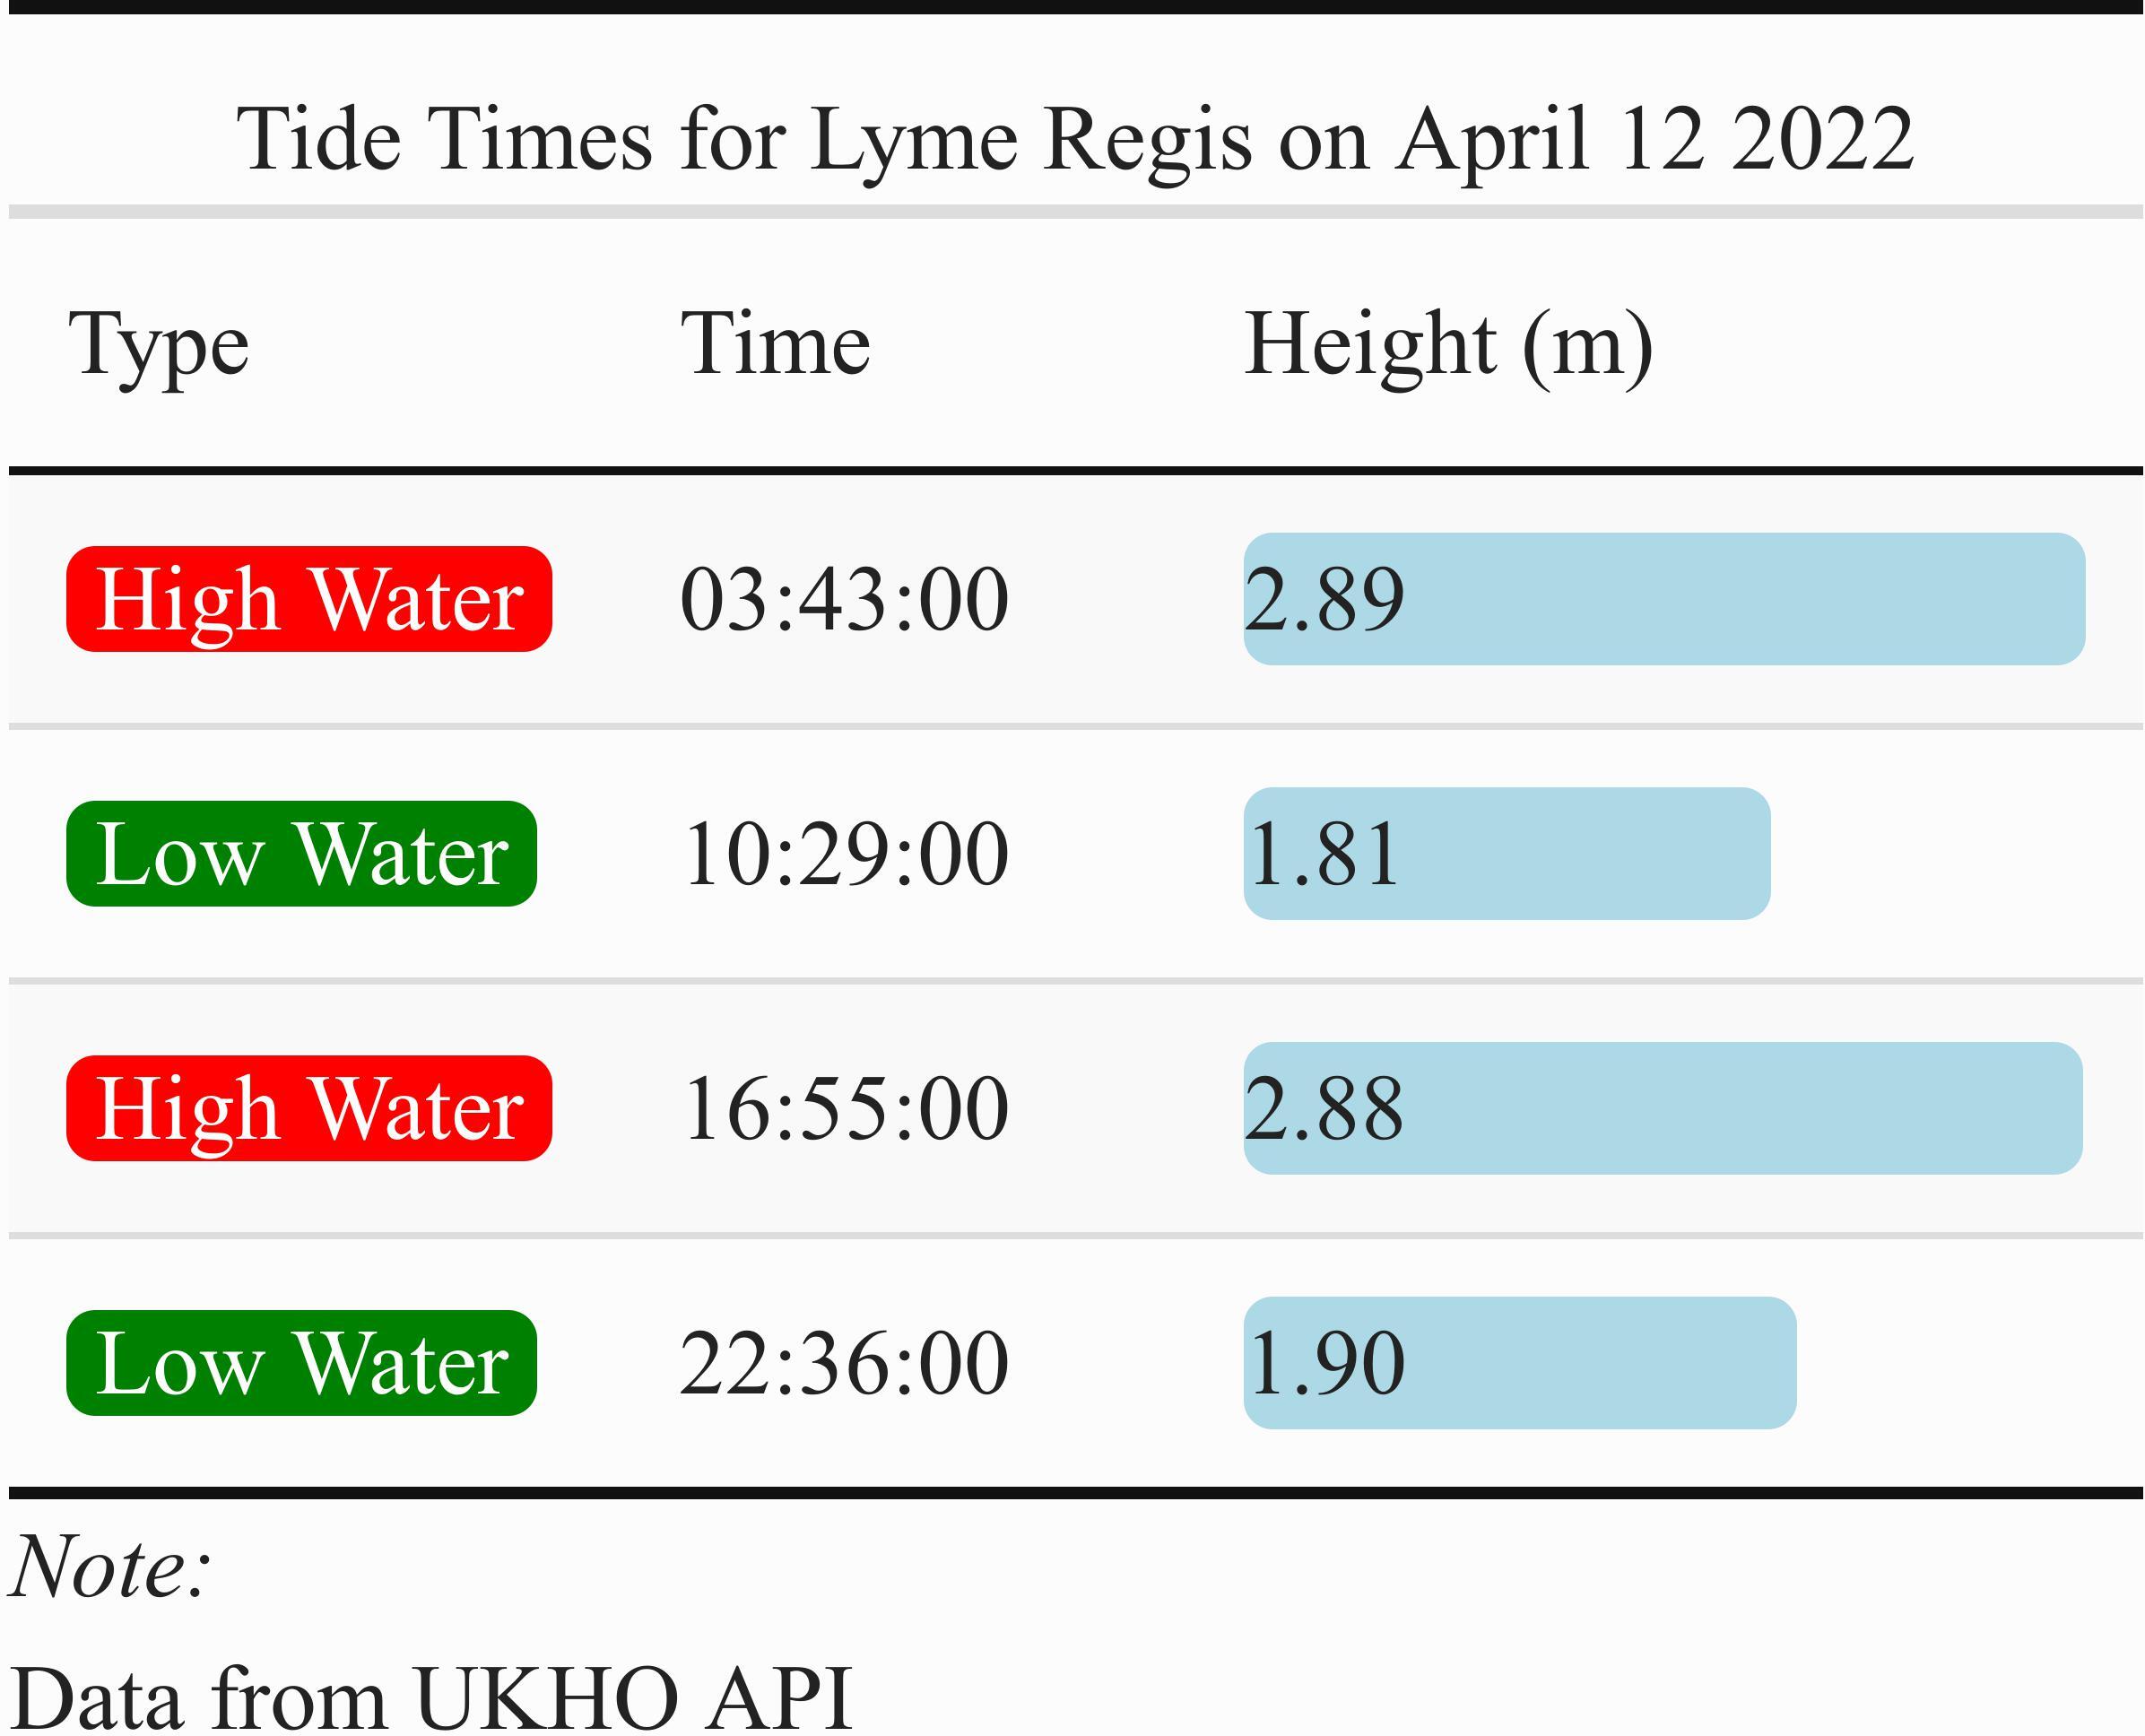 Tide Times for Lyme Regis on April 12 2022
Type Time Height (m)
High Water 03:43:00 2.89
Low Water 10:29:00 1.81
High Water 16:55:00 2.88
Low Water 22:36:00 1.90
Note:
Data from UKHO API